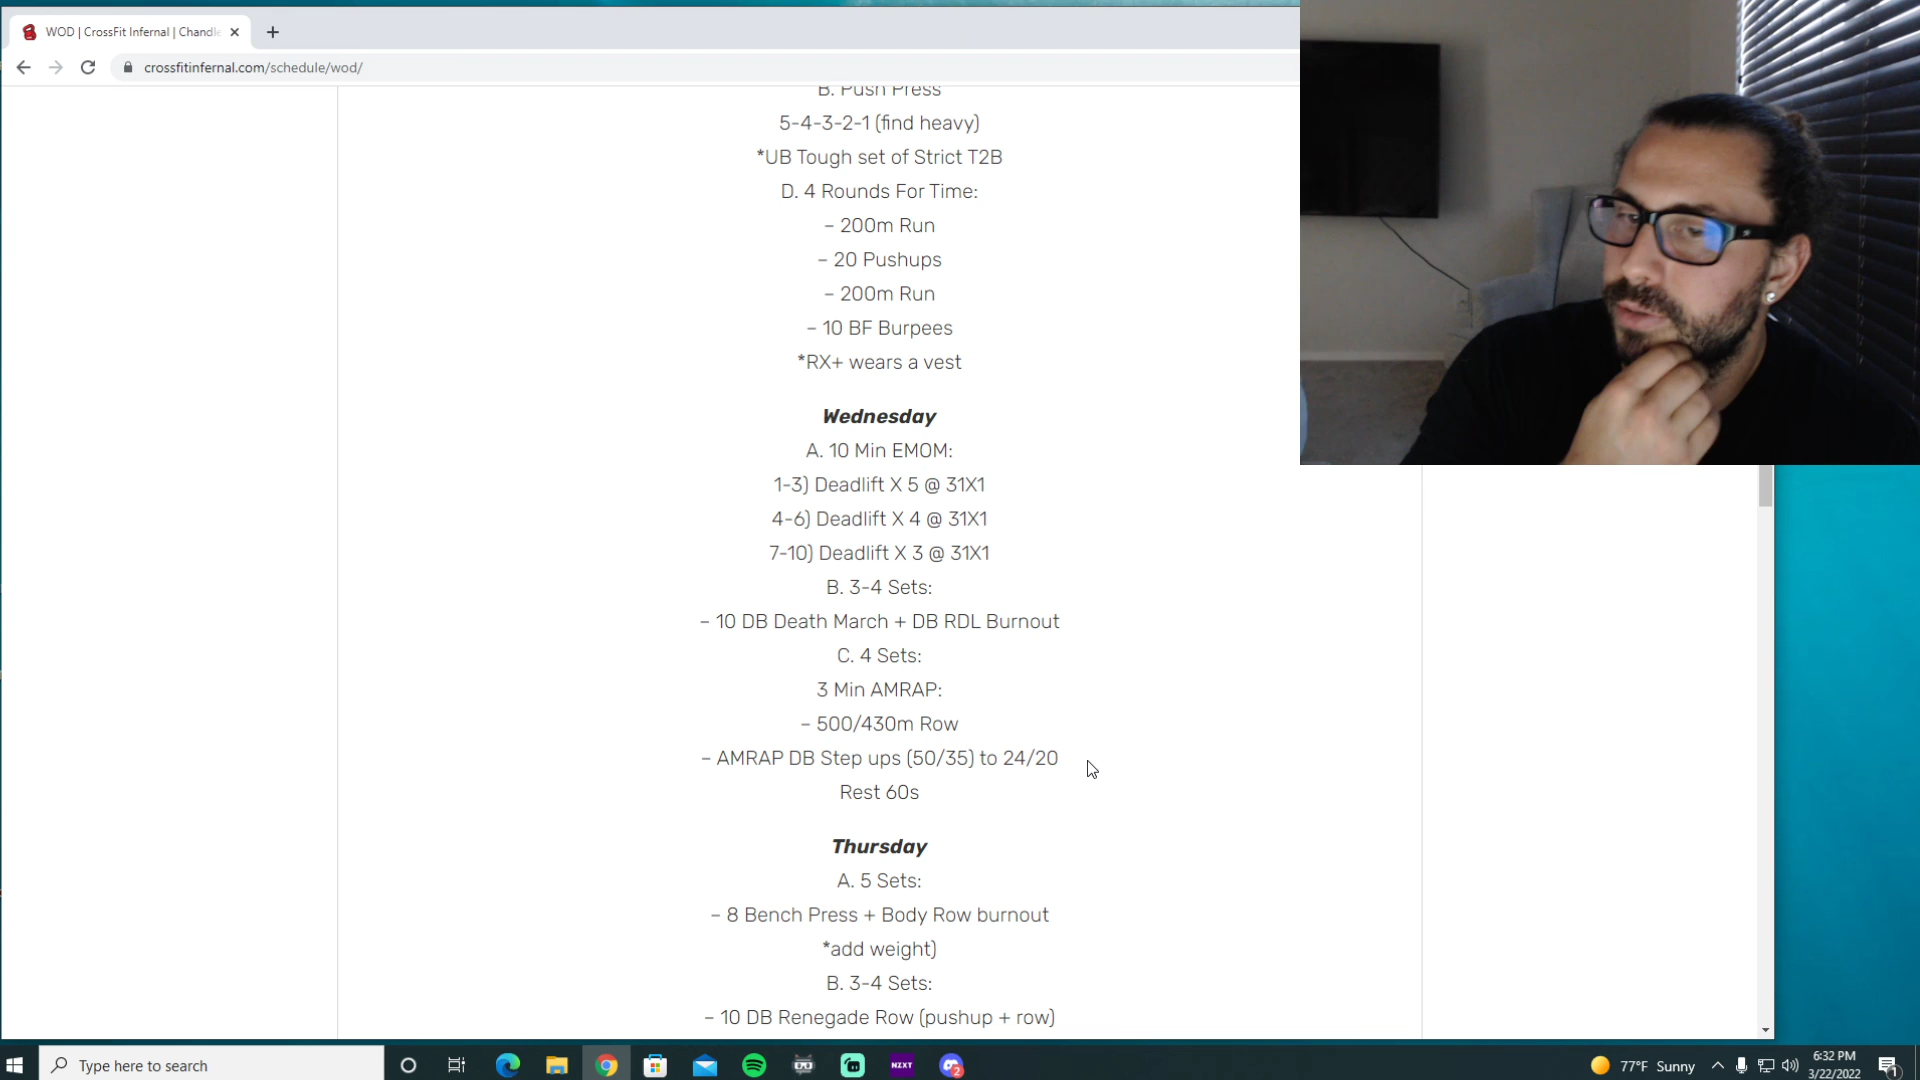 WOD | CrossFit Infernal | Chandle
crossfitinfernal.com/schedule/wod/
B. Push Press
5-4-3-2-1 (find heavy)
*UB Tough set of Strict T2B
D. 4 Rounds For Time:
– 200m Run
– 20 Pushups
– 200m Run
– 10 BF Burpees
*RX+ wears a vest
Wednesday
A. 10 Min EMOM:
1-3) Deadlift X 5 @ 31X1
4-6) Deadlift X 4 @ 31X1
7-10) Deadlift X 3 @ 31X1
B. 3-4 Sets:
– 10 DB Death March + DB RDL Burnout
C. 4 Sets:
3 Min AMRAP:
– 500/430m Row
– AMRAP DB Step ups (50/35) to 24/20
Rest 60s
Thursday
A. 5 Sets:
– 8 Bench Press + Body Row burnout
*add weight)
B. 3-4 Sets:
– 10 DB Renegade Row (pushup + row)
Type here to search
NZXT
2
77°F Sunny
6:32 PM
3/22/2022
1